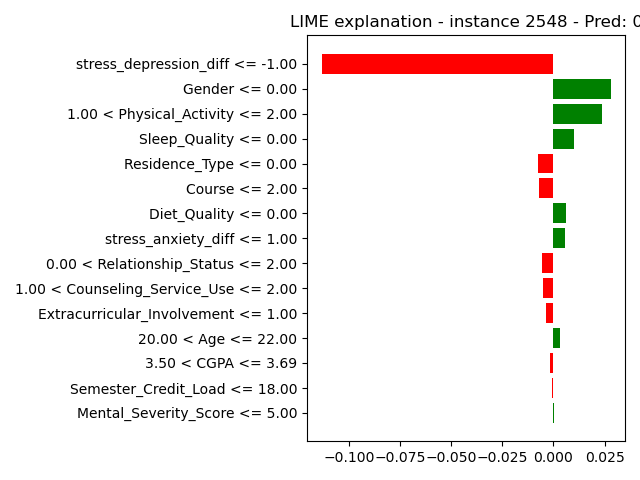 LIME explanation - instance 2548 - Pred: 0
stress_depression_diff <= -1.00
Gender <= 0.00
1.00 < Physical_Activity <= 2.00
Sleep_Quality <= 0.00
Residence_Type <= 0.00
Course <= 2.00
Diet_Quality <= 0.00
stress_anxiety_diff <= 1.00
0.00 < Relationship_Status <= 2.00
1.00 < Counseling_Service_Use <= 2.00
Extracurricular_Involvement <= 1.00
20.00 < Age <= 22.00
3.50 < CGPA <= 3.69
Semester_Credit_Load <= 18.00
Mental_Severity_Score <= 5.00
−0.100 −0.075 −0.050 −0.025 0.000 0.025